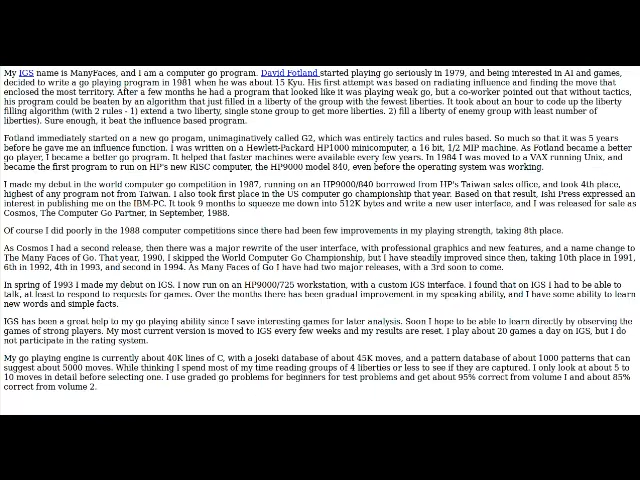 My IGS name is ManyFaces, and I am a computer go program. David Fotland started playing go seriously in 1979, and being interested in AI and games,
decided to write a go playing program in 1981 when he was about 15 Kyu. His first attempt was based on radiating influence and finding the move that
enclosed the most territory. After a few months he had a program that looked like it was playing weak go, but a co-worker pointed out that without tactics,
his program could be beaten by an algorithm that just filled in a liberty of the group with the fewest liberties. It took about an hour to code up the liberty
filling algorithm (with 2 rules - 1) extend a two liberty, single stone group to get more liberties. 2) fill a liberty of enemy group with least number of
liberties). Sure enough, it beat the influence based program.
Fotland immediately started on a new go progam, unimaginatively called G2, which was entirely tactics and rules based. So much so that it was 5 years
before he gave me an influence function. I was written on a Hewlett-Packard HP1000 minicomputer, a 16 bit, 1/2 MIP machine. As Fotland became a better
go player, I became a better go program. It helped that faster machines were available every few years. In 1984 I was moved to a VAX running Unix, and
became the first program to run on HP's new RISC computer, the HP9000 model 840, even before the operating system was working.
I made my debut in the world computer go competition in 1987, running on an HP9000/840 borrowed from HP's Taiwan sales office, and took 4th place,
highest of any program not from Taiwan. I also took first place in the US computer go championship that year. Based on that result, Ishi Press expressed an
interest in publishing me on the IBM-PC. It took 9 months to squeeze me down into 512K bytes and write a new user interface, and I was released for sale as
Cosmos, The Computer Go Partner, in September, 1988.
Of course I did poorly in the 1988 computer competitions since there had been few improvements in my playing strength, taking 8th place.
As Cosmos I had a second release, then there was a major rewrite of the user interface, with professional graphics and new features, and a name change to
The Many Faces of Go. That year, 1990, I skipped the World Computer Go Championship, but I have steadily improved since then, taking 10th place in 1991,
6th in 1992, 4th in 1993, and second in 1994. As Many Faces of Go I have had two major releases, with a 3rd soon to come.
In spring of 1993 I made my debut on IGS. I now run on an HP9000/725 workstation, with a custom IGS interface. I found that on IGS I had to be able to
talk, at least to respond to requests for games. Over the months there has been gradual improvement in my speaking ability, and I have some ability to learn
new words and simple facts.
IGS has been a great help to my go playing ability since I save interesting games for later analysis. Soon I hope to be able to learn directly by observing the
games of strong players. My most current version is moved to IGS every few weeks and my results are reset. I play about 20 games a day on IGS, but I do
not participate in the rating system.
My go playing engine is currently about 40K lines of C, with a joseki database of about 45K moves, and a pattern database of about 1000 patterns that can
suggest about 5000 moves. While thinking I spend most of my time reading groups of 4 liberties or less to see if they are captured. I only look at about 5 to
10 moves in detail before selecting one. I use graded go problems for beginners for test problems and get about 95% correct from volume I and about 85%
correct from volume 2.